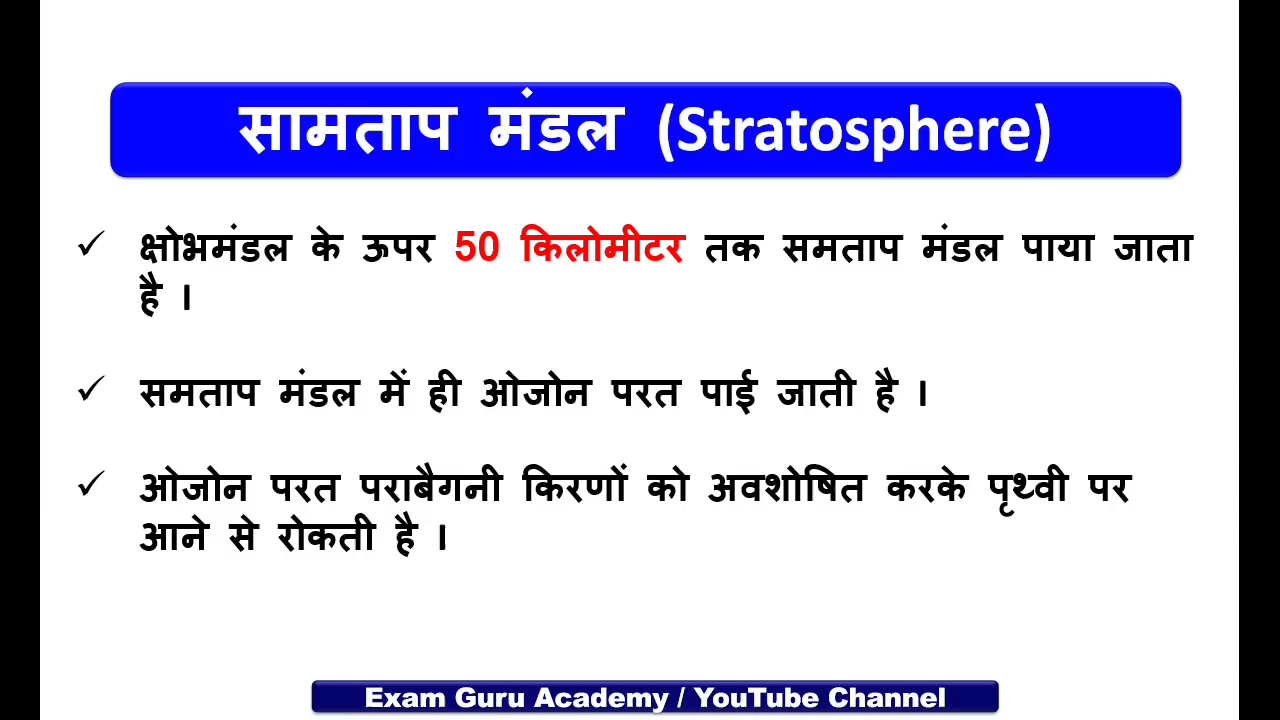 सामताप मंडल (Stratosphere)
✓ क्षोभमंडल के ऊपर 50 किलोमीटर तक समताप मंडल पाया जाता
है ।
✓ समताप मंडल में ही ओजोन परत पाई जाती है ।
✓ ओजोन परत पराबैगनी किरणों को अवशोषित करके पृथ्वी पर
आने से रोकती है ।
Exam Guru Academy / YouTube Channel